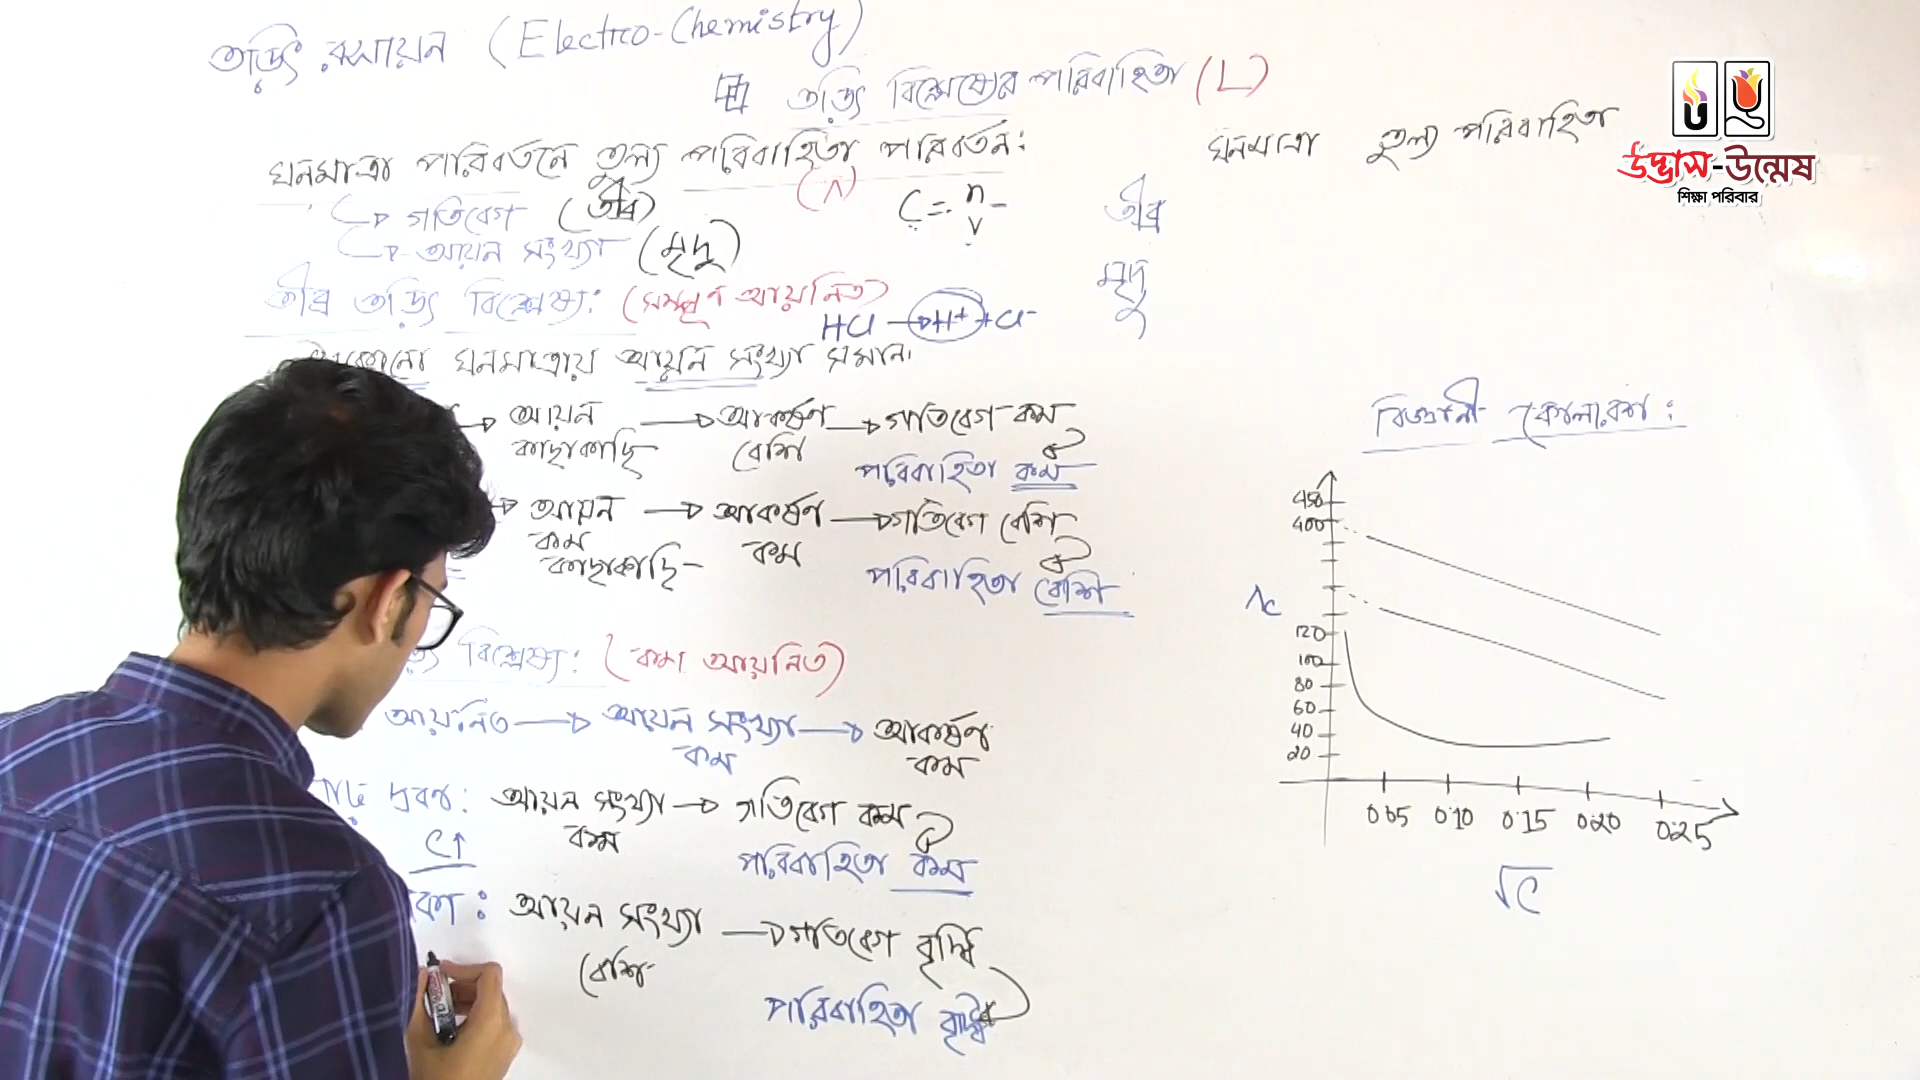 তড়িৎ রসায়ন (Electro-Chemistry)
তড়িৎ বিশ্লেষ্যের পরিবাহিতা (L)
ঘনমাত্রা পরিবর্তনে তুল্য পরিবাহিতা পরিবর্তন:
(Λ)
গতিবেগ (তীব্র)
C = n/v
আয়ন সংখ্যা (মৃদু)
তীব্র তড়িৎ বিশ্লেষ্য: (সম্পূর্ণ আয়নিত)
HCl → H+ + Cl-
ঘনমাত্রায় আয়ন সংখ্যা সমান।
আয়ন কাছাকাছি → আকর্ষণ বেশি → গতিবেগ কম
পরিবাহিতা কম
আয়ন কম কাছাকাছি → আকর্ষণ কম → গতিবেগ বেশি
পরিবাহিতা বেশি
বিশ্লেষ্য: (কম আয়নিত)
আয়নিত → আয়ন সংখ্যা কম → আকর্ষণ কম
দ্রবণ: আয়ন সংখ্যা কম → গতিবেগ কম
C↑
পরিবাহিতা কম
আয়ন সংখ্যা বেশি → গতিবেগ বৃদ্ধি
পরিবাহিতা বৃদ্ধি
ঘনমাত্রা তুল্য পরিবাহিতা
তীব্র
মৃদু
বিজ্ঞানী কোলরাশ:
450
400
Λc
120
100
80
60
40
20
0.05 0.10 0.15 0.20 0.25
√C
উদ্ভাস-উন্মেষ
শিক্ষা পরিবার